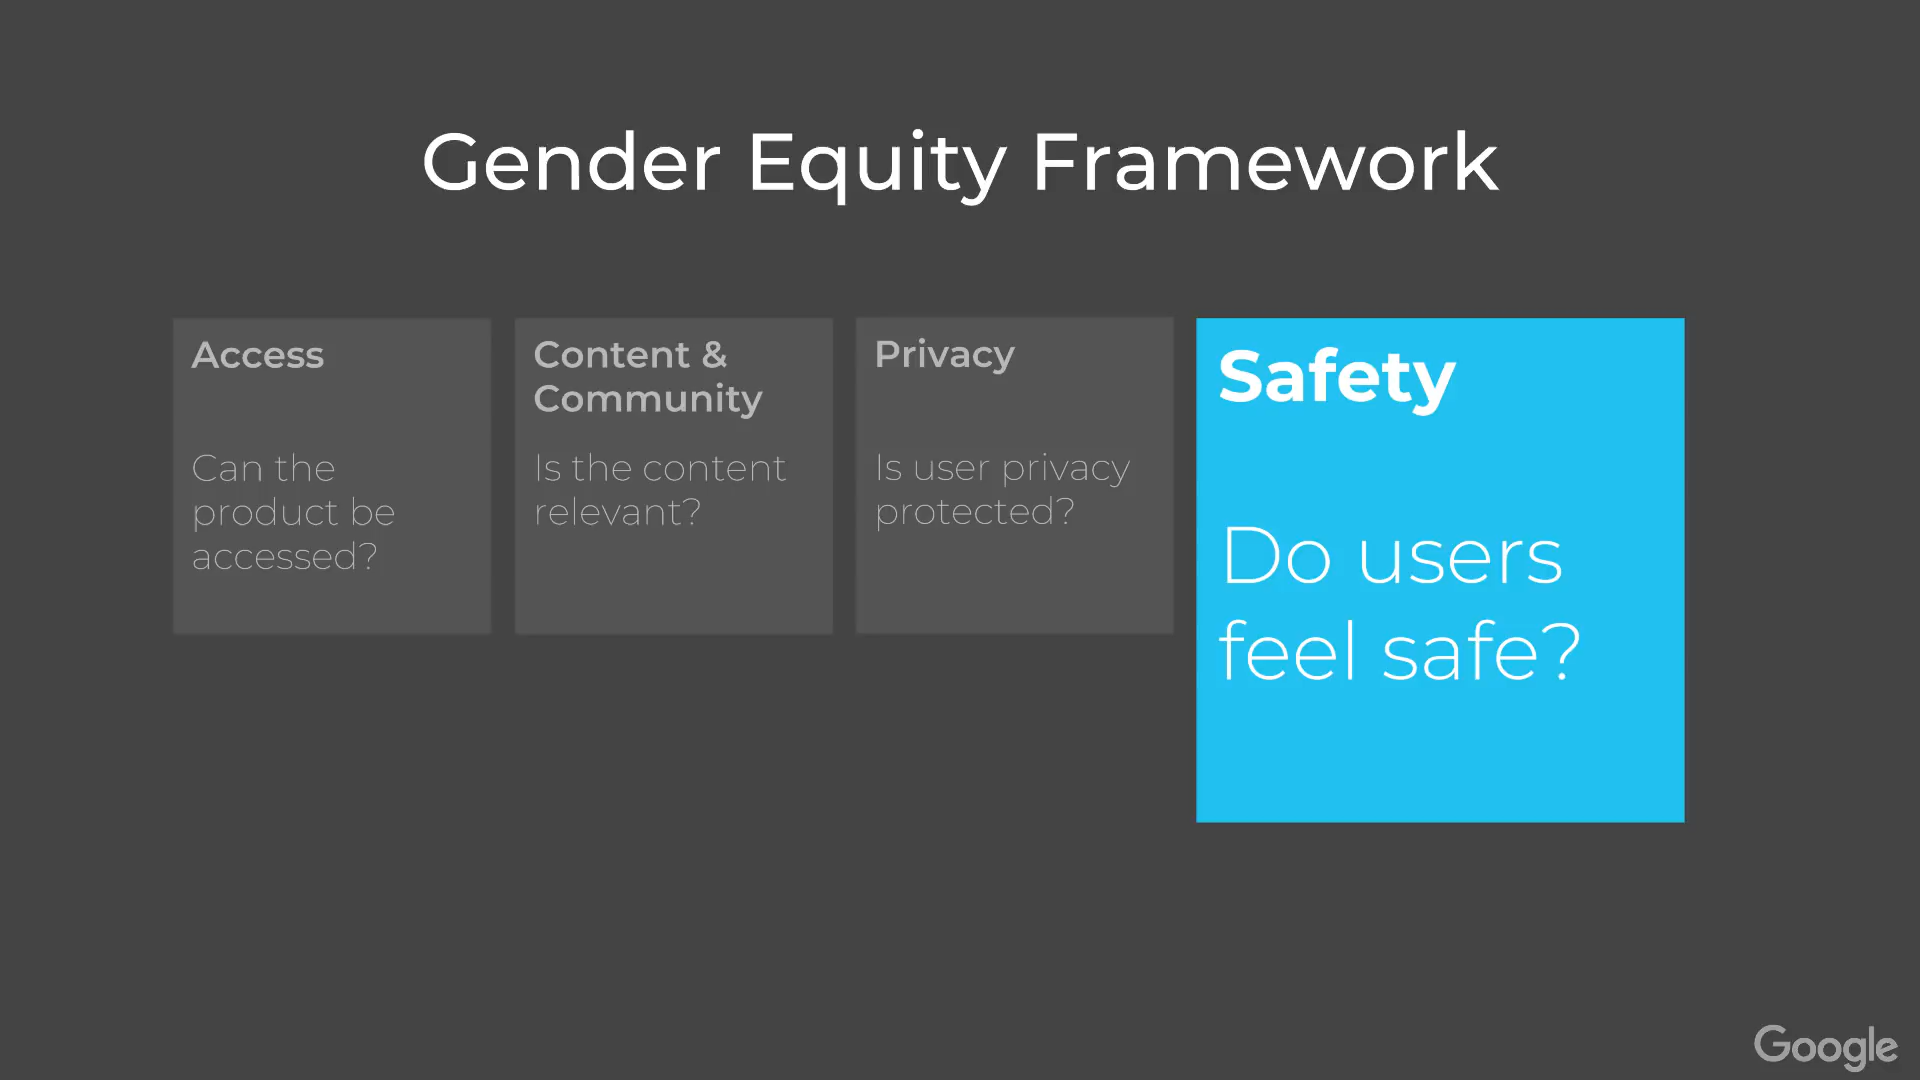 Gender Equity Framework
Access
Can the
product be
accessed?
Content &
Community
Is the content
relevant?
Privacy
Is user privacy
protected?
Safety
Do users
feel safe?
Google